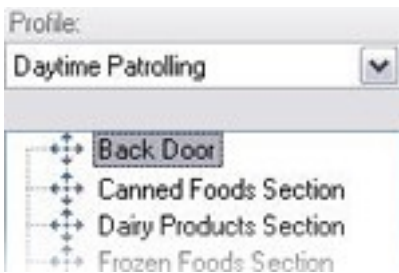 Profile:
Daytime Patrolling
Back Door
Canned Foods Section
Dairy Products Section
Frozen Foods Section